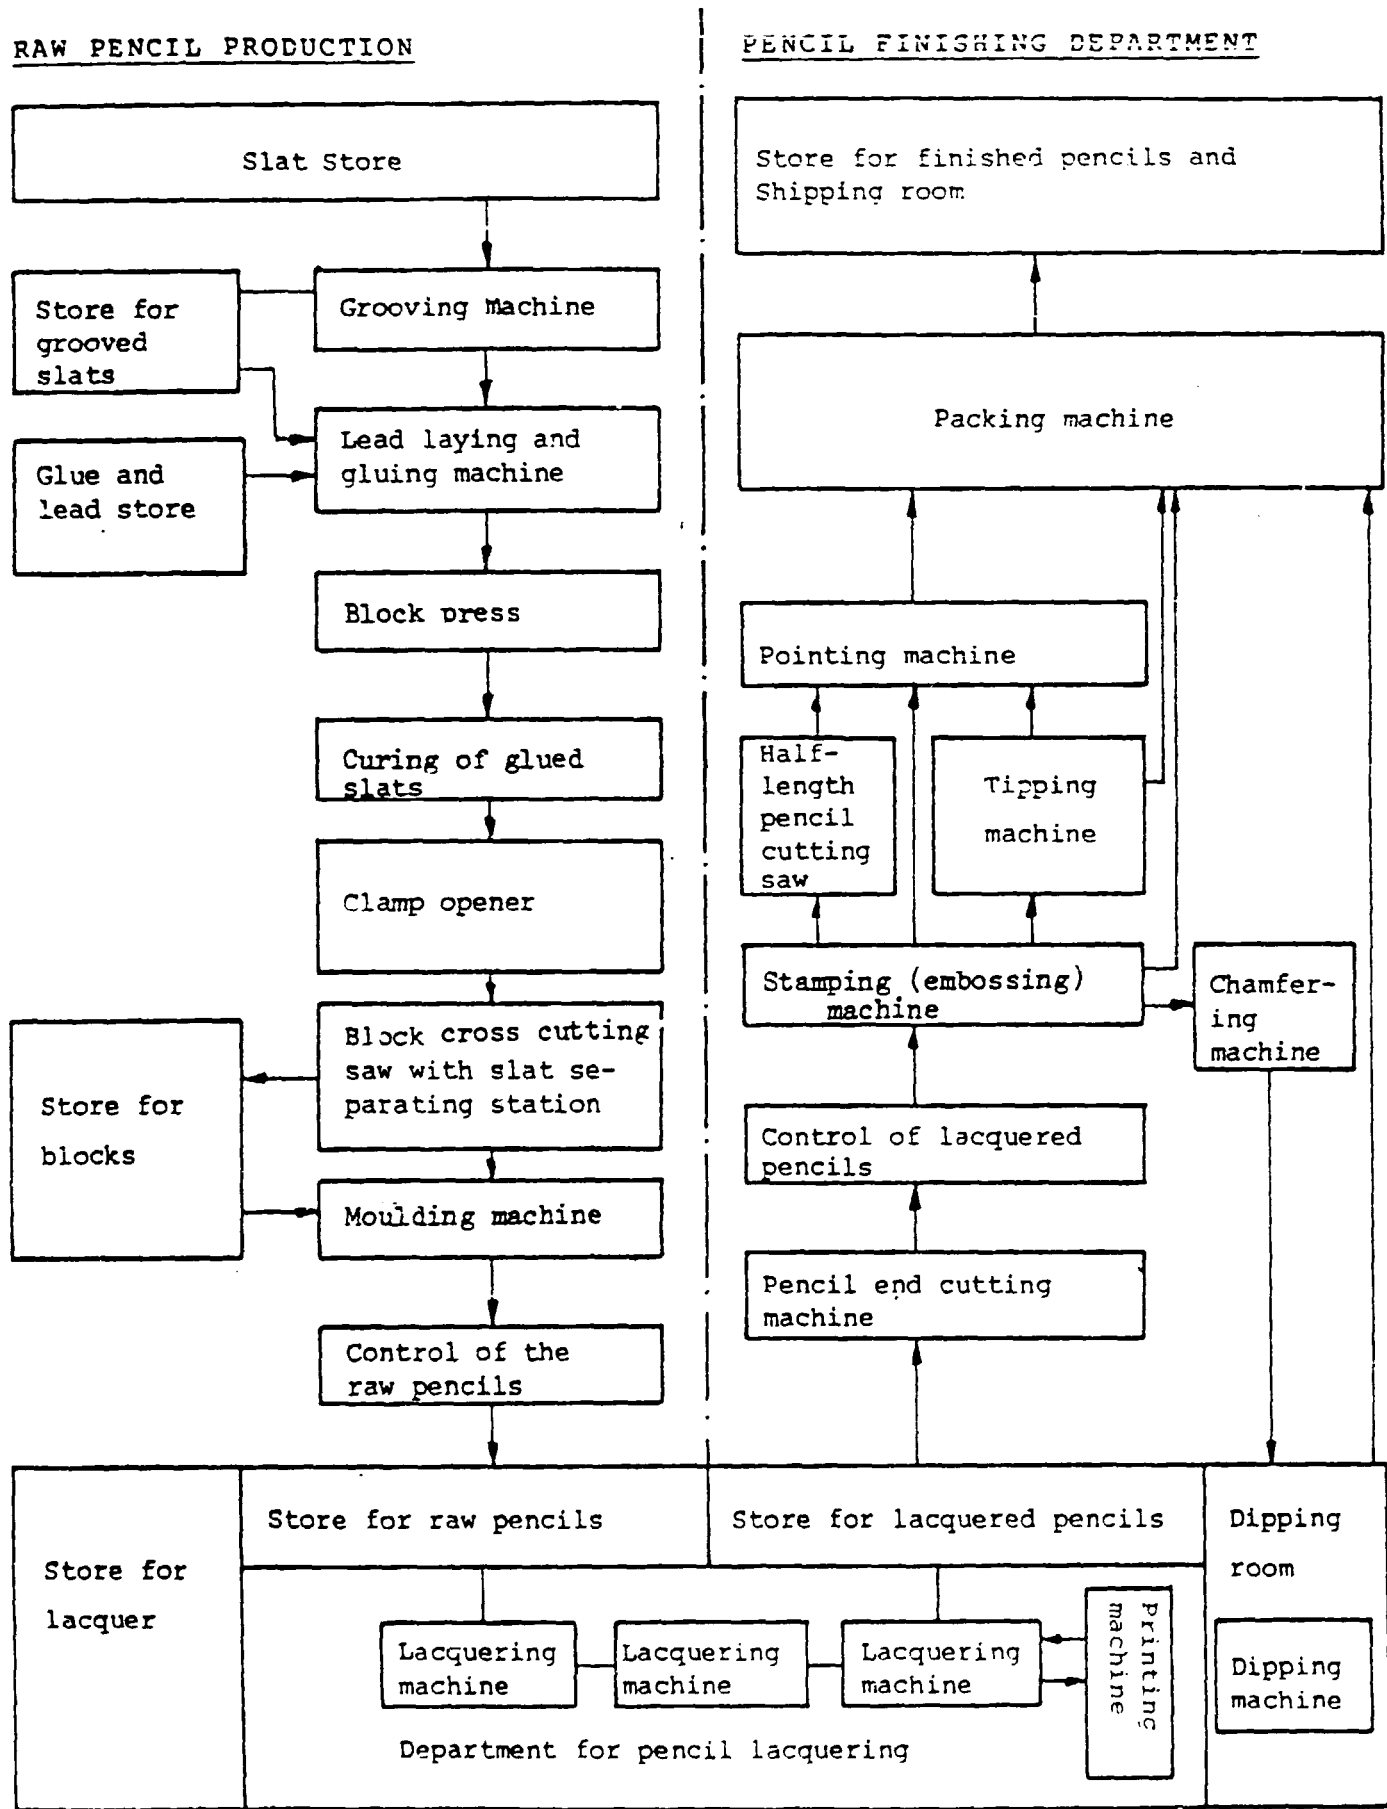 RAW PENCIL PRODUCTION
Slat Store
Grooving Machine
Store for
grooved
slats
Lead laying and
gluing machine
Glue and
lead store
Block press
Curing of glued
slats
Clamp opener
Block cross cutting
saw with slat se-
parating station
Store for
blocks
Moulding machine
Control of the
raw pencils
PENCIL FINISHING DEPARTMENT
Store for finished pencils and
Shipping room
Packing machine
Pointing machine
Half-
length
pencil
cutting
saw
Tipping
machine
Stamping (embossing)
machine
Chamfer-
ing
machine
Control of lacquered
pencils
Pencil end cutting
machine
Store for
lacquer
Store for raw pencils
Store for lacquered pencils
Dipping
room
Lacquering
machine
Lacquering
machine
Lacquering
machine
Printing
machine
Dipping
machine
Department for pencil lacquering